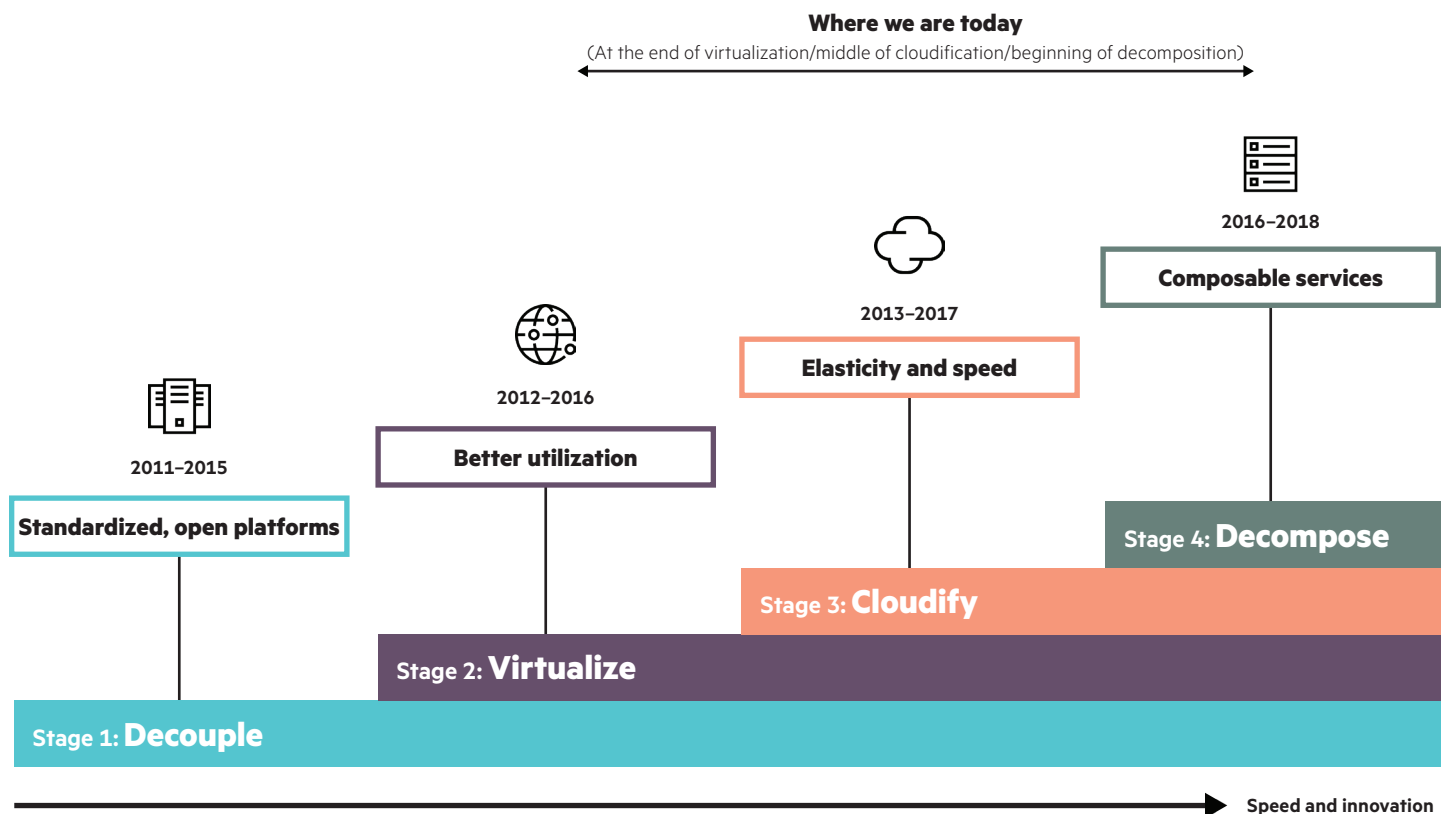 Where we are today
(At the end of virtualization/middle of cloudification/beginning of decomposition)
2016–2018
Composable services
2013–2017
Elasticity and speed
2012–2016
Better utilization
2011–2015
Standardized, open platforms
Stage 4: Decompose
Stage 3: Cloudify
Stage 2: Virtualize
Stage 1: Decouple
Speed and innovation